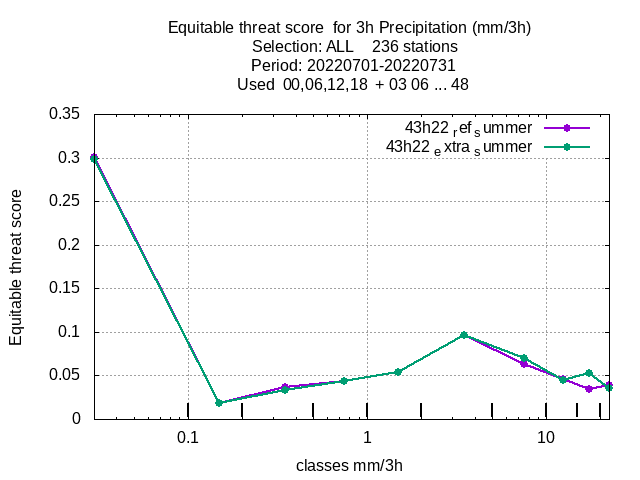 Equitable threat score  for 3h Precipitation (mm/3h)
Selection: ALL    236 stations
Period: 20220701-20220731
Used  00,06,12,18  + 03 06 ... 48
43h22 ref summer
43h22 extra summer
Equitable threat score
0.35
0.3
0.25
0.2
0.15
0.1
0.05
0
0.1 1 10
classes mm/3h